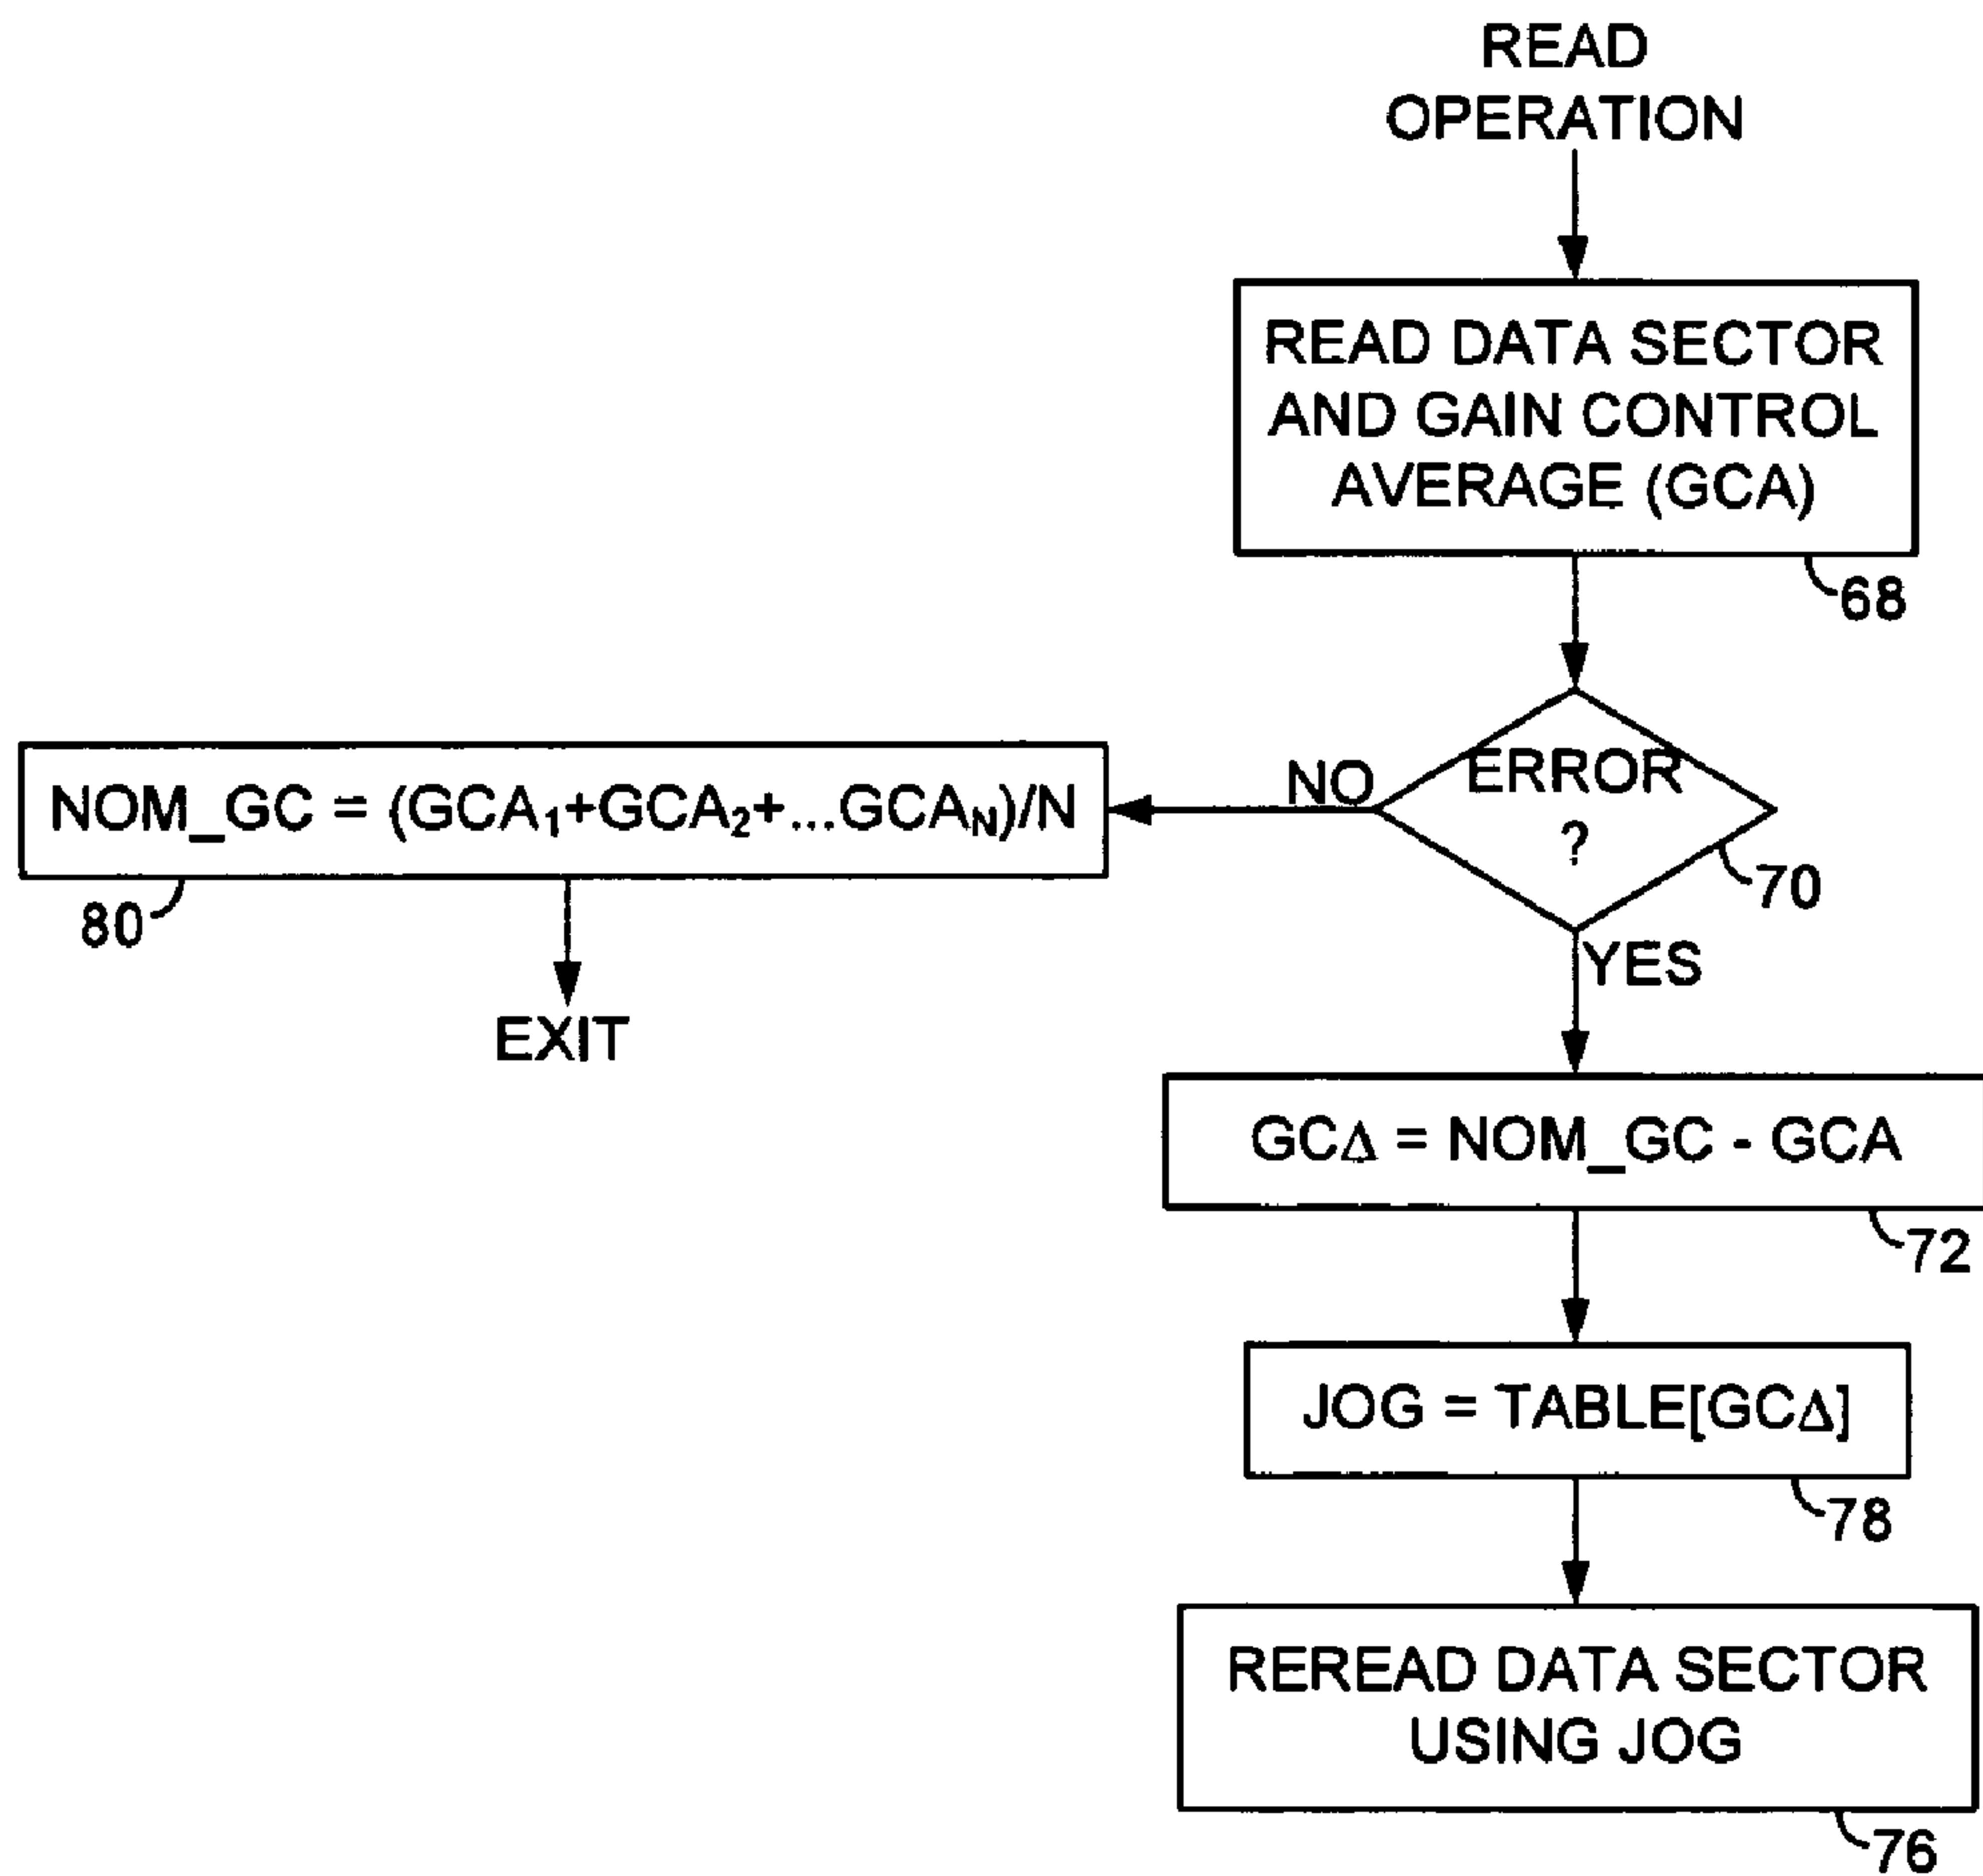 READ
OPERATION
READ DATA SECTOR
AND GAIN CONTROL
AVERAGE (GCA)
68
ERROR
?
70
NO
NOM_GC = (GCA₁+GCA₂+...GCA_N)/N
80
EXIT
YES
GCΔ = NOM_GC - GCA
72
JOG = TABLE[GCΔ]
78
REREAD DATA SECTOR
USING JOG
76